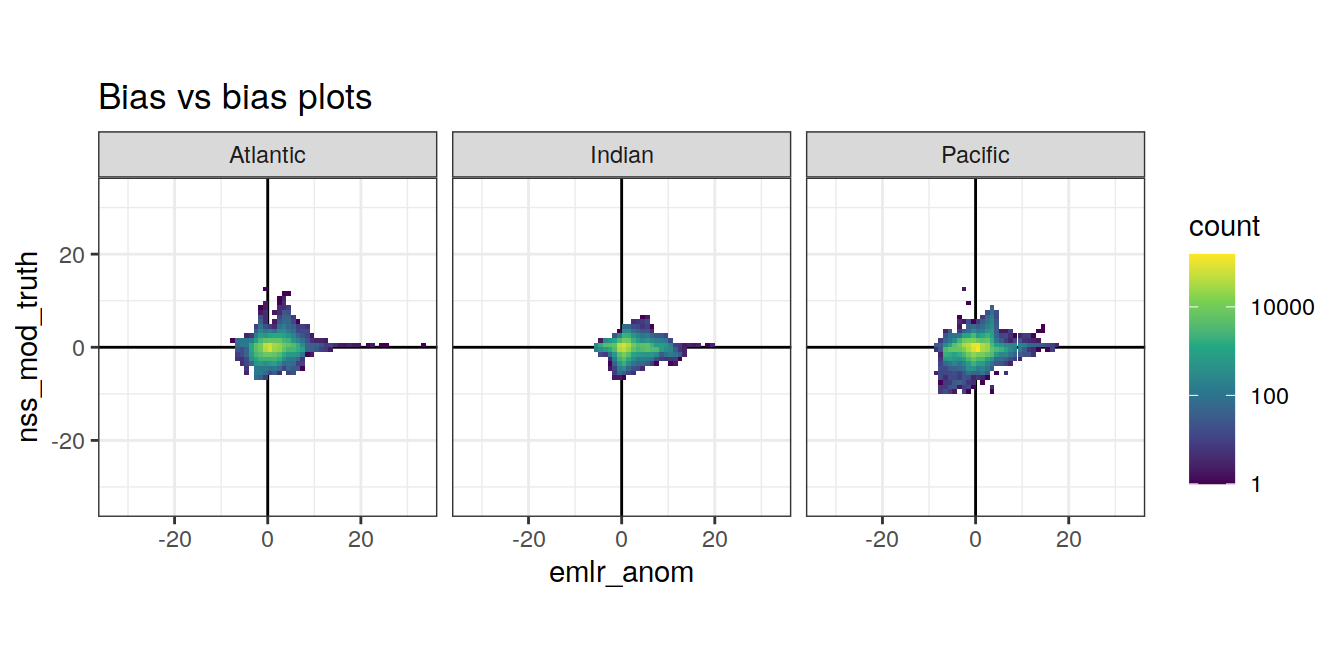 Bias vs bias plots
Atlantic
Indian
Pacific
20
0
-20
nss_mod_truth
-20 0 20
-20 0 20
-20 0 20
emlr_anom
count
10000
100
1